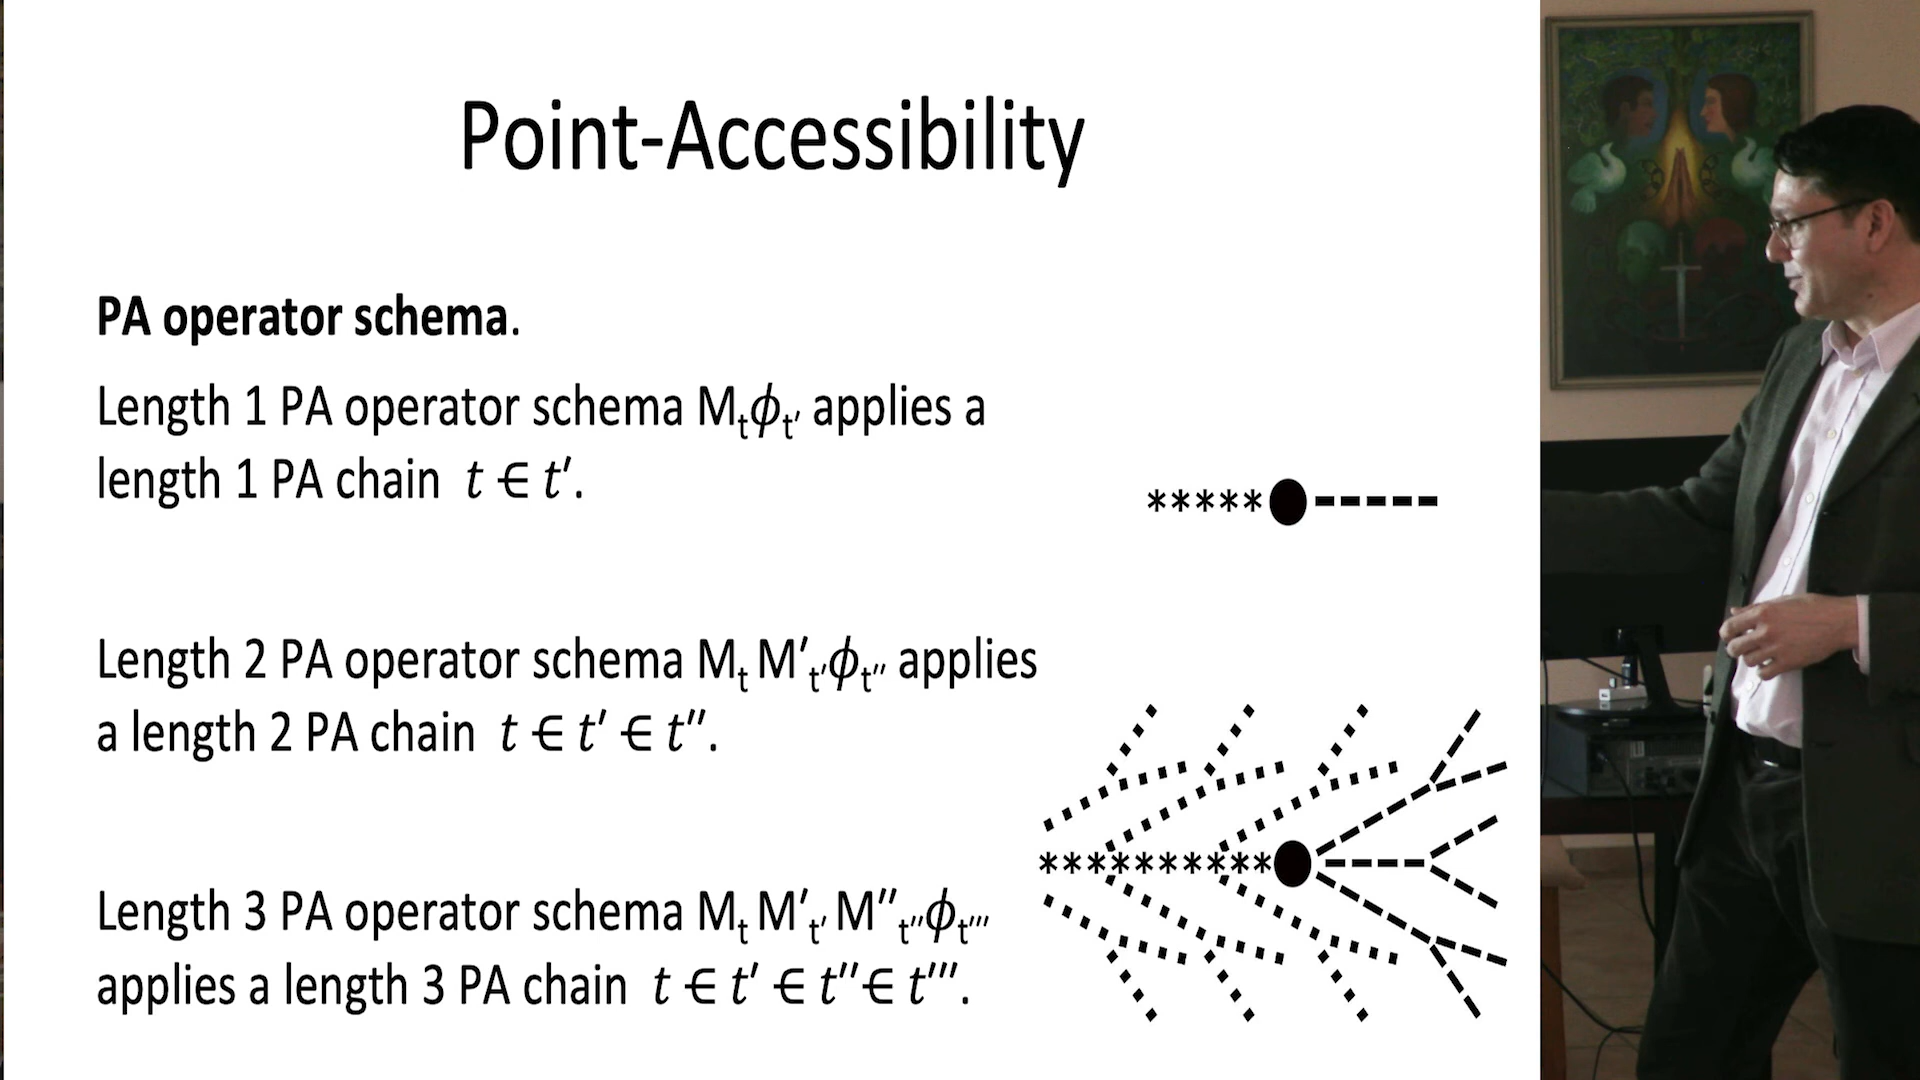 Point-Accessibility
PA operator schema.
Length 1 PA operator schema Mₜϕₜ′ applies a
length 1 PA chain t ∈ t′.
Length 2 PA operator schema Mₜ M′ₜ′ϕₜ″ applies
a length 2 PA chain t ∈ t′ ∈ t″.
Length 3 PA operator schema Mₜ M′ₜ′ M″ₜ″ϕₜ‴
applies a length 3 PA chain t ∈ t′ ∈ t″ ∈ t‴.